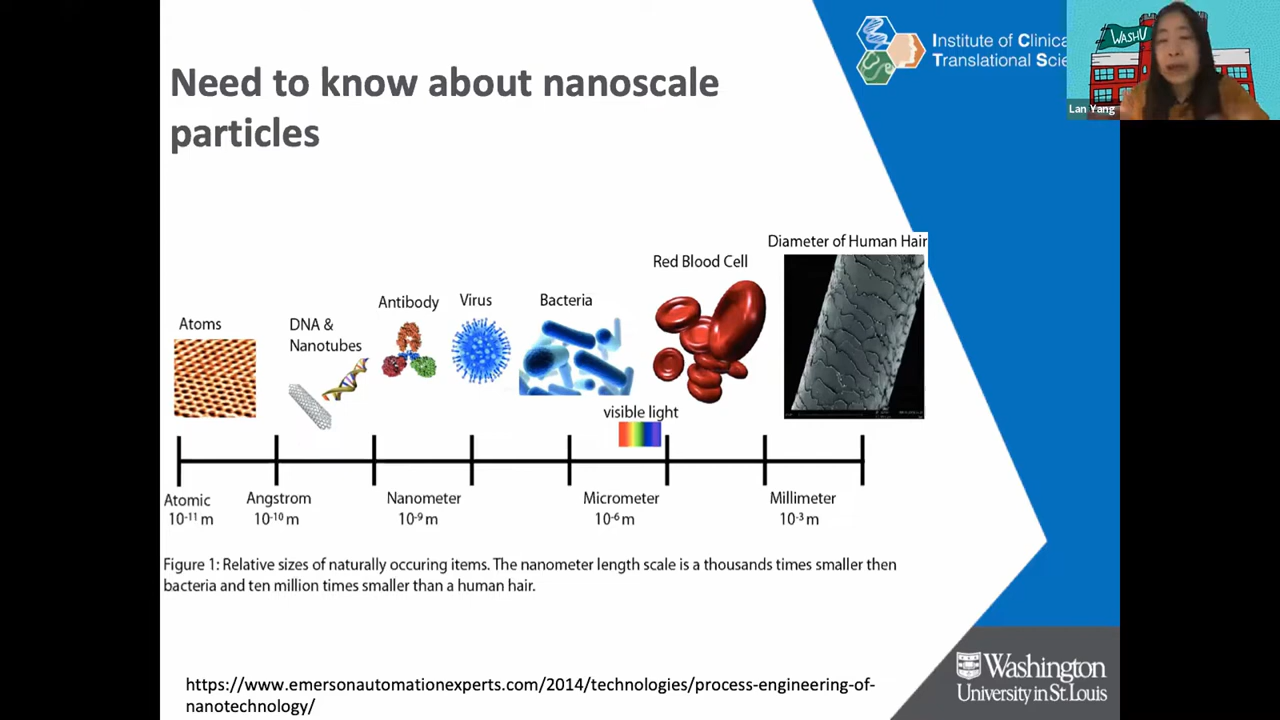 Need to know about nanoscale
particles
Institute of Clinica
Translational Scie
WASHU
Lan Yang
Diameter of Human Hair
Red Blood Cell
Antibody
Virus
Bacteria
Atoms
DNA &
Nanotubes
visible light
Atomic
10-11 m
Angstrom
10-10 m
Nanometer
10-9 m
Micrometer
10-6 m
Millimeter
10-3 m
Figure 1: Relative sizes of naturally occuring items. The nanometer length scale is a thousands times smaller then
bacteria and ten million times smaller than a human hair.
https://www.emersonautomationexperts.com/2014/technologies/process-engineering-of-
nanotechnology/
Washington
University in St. Louis